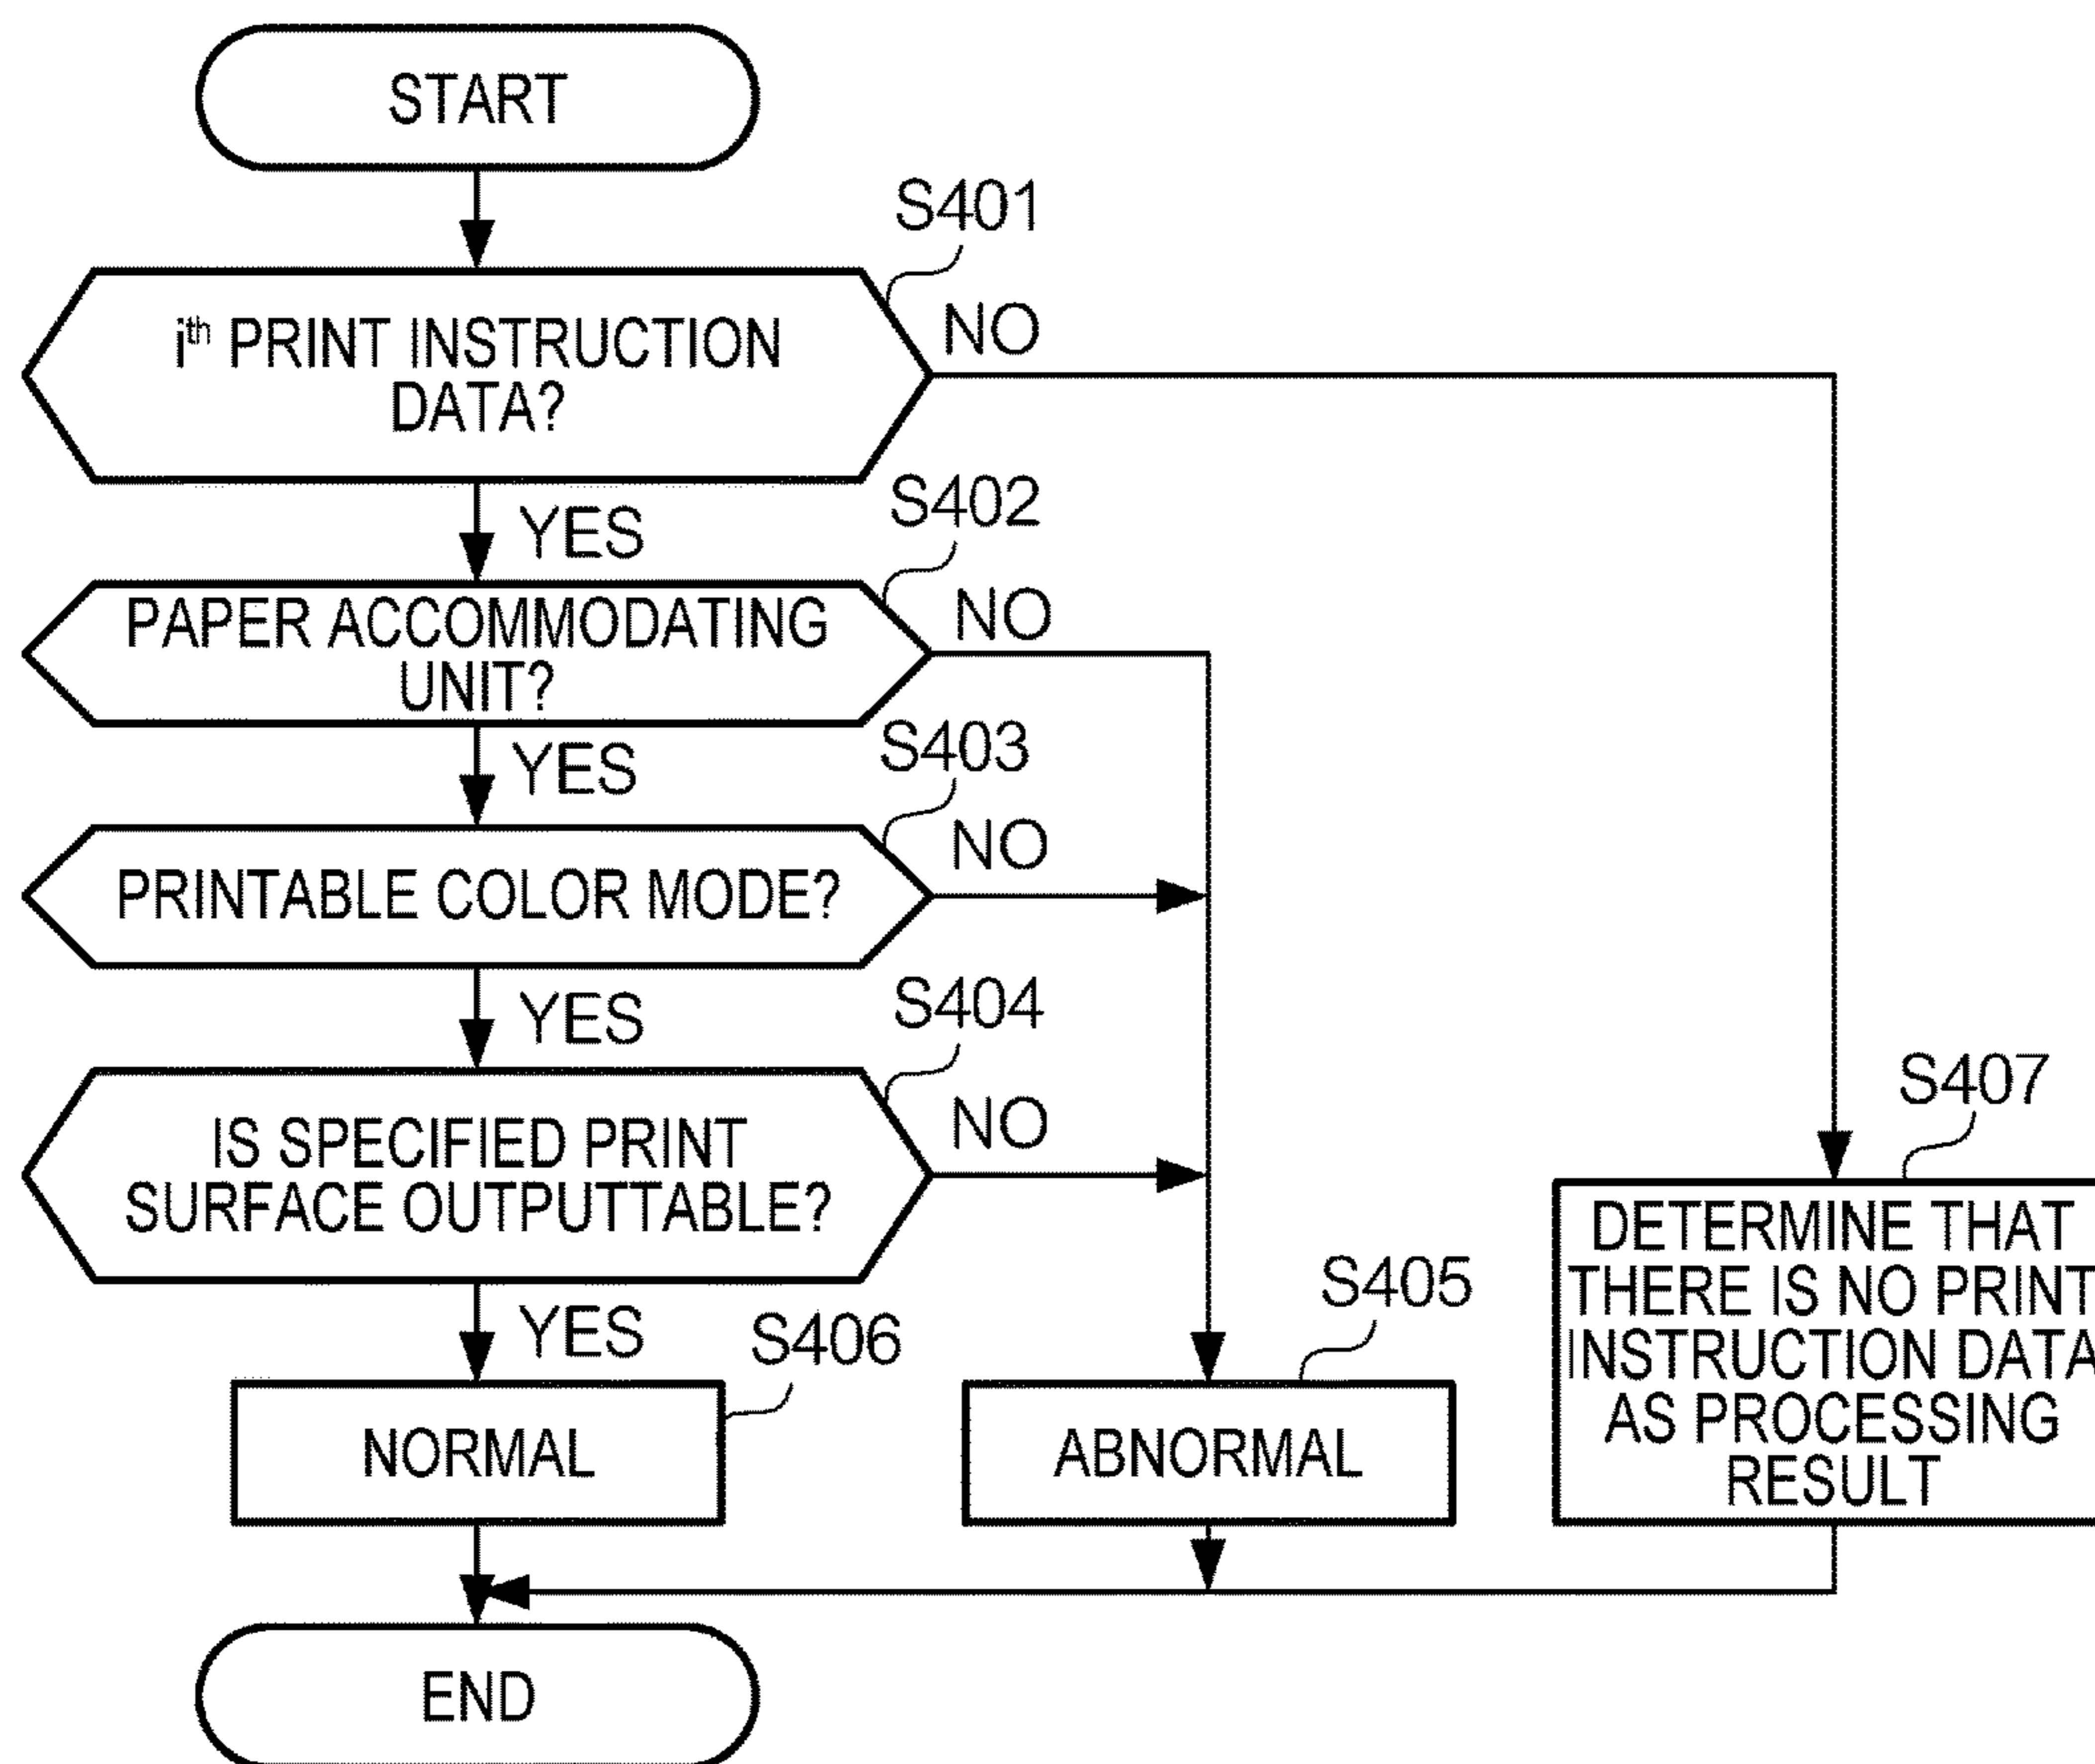 START
S401
i^th PRINT INSTRUCTION
DATA?
NO
YES
S402
PAPER ACCOMMODATING
UNIT?
NO
YES
S403
PRINTABLE COLOR MODE?
NO
YES
S404
IS SPECIFIED PRINT
SURFACE OUTPUTTABLE?
NO
YES
S406
NORMAL
S405
ABNORMAL
S407
DETERMINE THAT
THERE IS NO PRINT
INSTRUCTION DATA
AS PROCESSING
RESULT
END